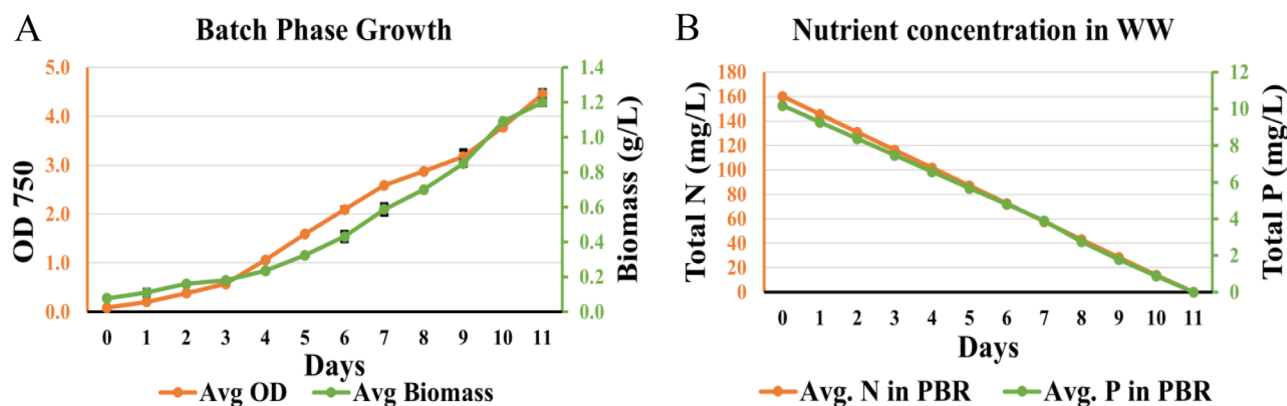 A
Batch Phase Growth
OD 750
5.0
4.0
3.0
2.0
1.0
0.0
Biomass (g/L)
1.4
1.2
1.0
0.8
0.6
0.4
0.2
0.0
0 1 2 3 4 5 6 7 8 9 10 11
Days
Avg OD Avg Biomass
B
Nutrient concentration in WW
Total N (mg/L)
180
160
140
120
100
80
60
40
20
0
Total P (mg/L)
12
10
8
6
4
2
0
0 1 2 3 4 5 6 7 8 9 10 11
Days
Avg. N in PBR Avg. P in PBR